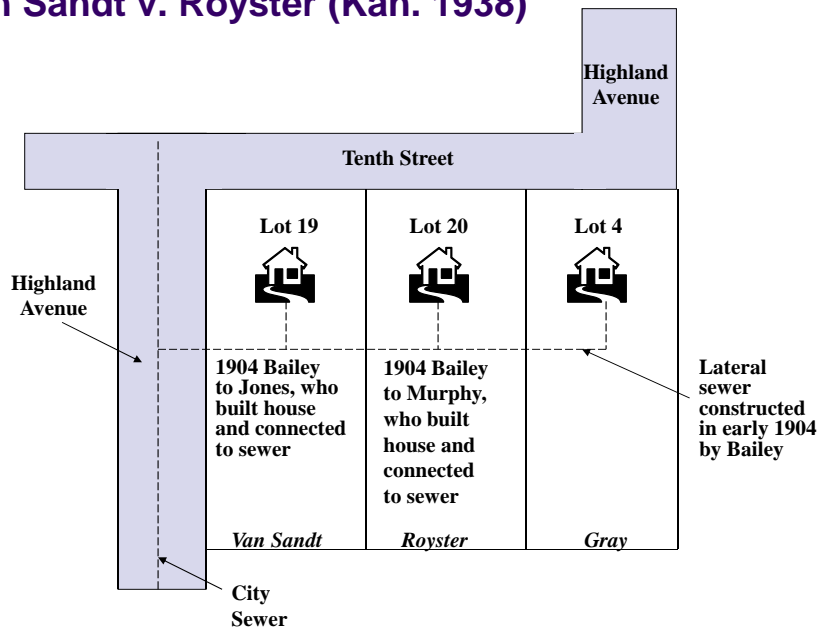 n Sandt v. Royster (Kan. 1938)
Highland
Avenue
Tenth Street
Lot 19
Lot 20
Lot 4
Highland
Avenue
1904 Bailey
to Jones, who
built house
and connected
to sewer
1904 Bailey
to Murphy,
who built
house and
connected
to sewer
Lateral
sewer
constructed
in early 1904
by Bailey
Van Sandt
Royster
Gray
City
Sewer